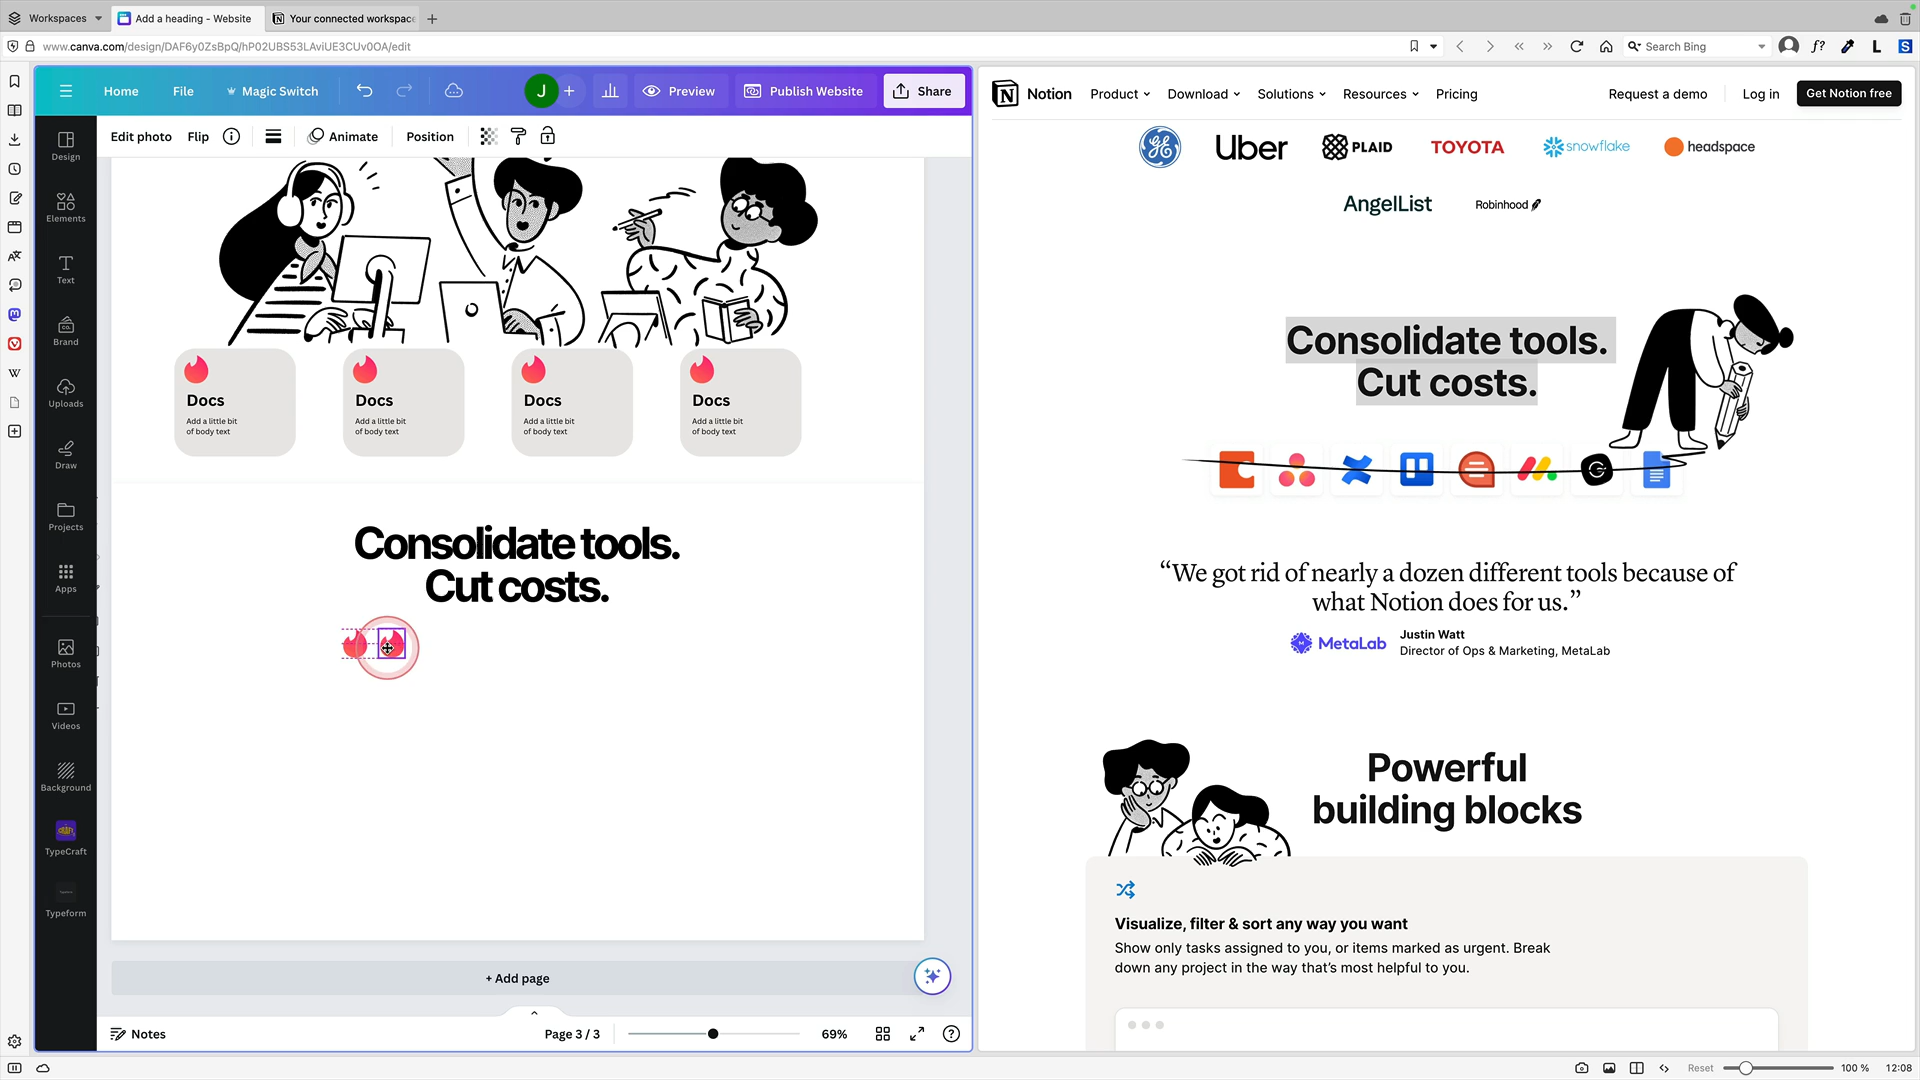 Workspaces
Add a heading - Website
Your connected workspac
www.canva.com/design/DAF6y0ZsBpQ/hP02UBS53LAviUE3CUv0OA/edit
Search Bing
Home
File
Magic Switch
J
Preview
Publish Website
Share
Edit photo
Flip
Animate
Position
Design
Elements
Text
Brand
Uploads
Draw
Projects
Apps
Photos
Videos
Background
TypeCraft
Typeform
Docs
Add a little bit
of body text
Docs
Add a little bit
of body text
Docs
Add a little bit
of body text
Docs
Add a little bit
of body text
Consolidate tools.
Cut costs.
+ Add page
Notes
Page 3 / 3
69%
Notion
Product
Download
Solutions
Resources
Pricing
Request a demo
Log in
Get Notion free
Uber
PLAID
TOYOTA
snowflake
headspace
AngelList
Robinhood
Consolidate tools.
Cut costs.
“We got rid of nearly a dozen different tools because of
what Notion does for us.”
MetaLab
Justin Watt
Director of Ops & Marketing, MetaLab
Powerful
building blocks
Visualize, filter & sort any way you want
Show only tasks assigned to you, or items marked as urgent. Break
down any project in the way that’s most helpful to you.
Reset
100 %
12:08